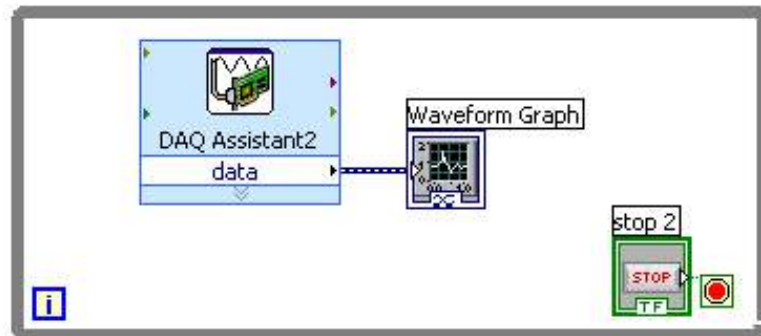 DAQ Assistant2
data
Waveform Graph
stop 2
STOP
TF
i